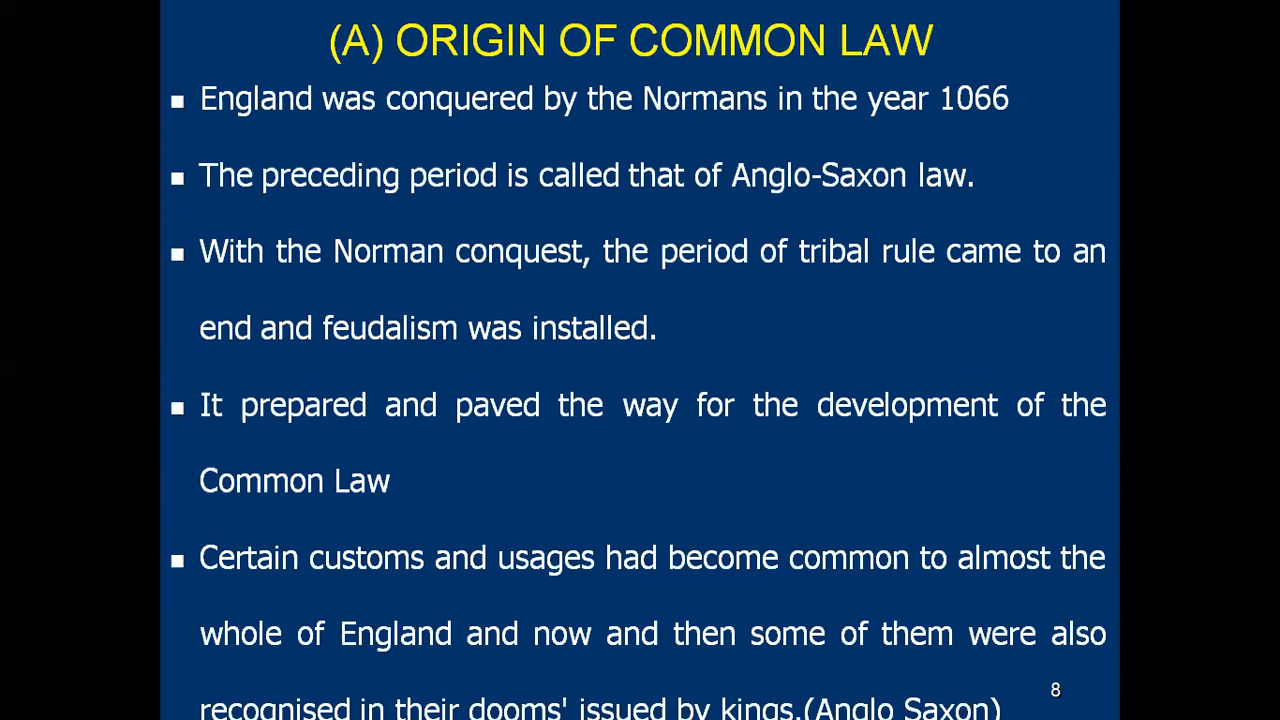 (A) ORIGIN OF COMMON LAW
▪ England was conquered by the Normans in the year 1066
▪ The preceding period is called that of Anglo-Saxon law.
▪ With the Norman conquest, the period of tribal rule came to an
end and feudalism was installed.
▪ It prepared and paved the way for the development of the
Common Law
▪ Certain customs and usages had become common to almost the
whole of England and now and then some of them were also
recognised in their dooms' issued by kings.(Anglo Saxon)
8